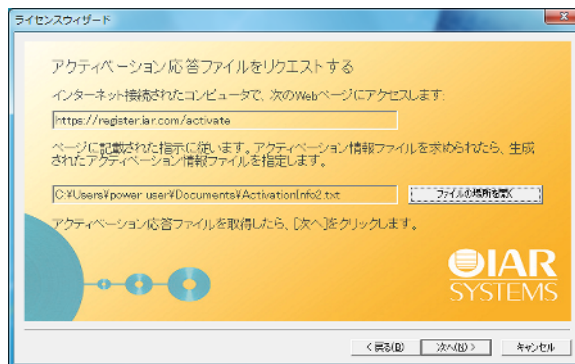 ライセンスウィザード
アクティベーション応答ファイルをリクエストする
インターネット接続されたコンピュータで、次のWebページにアクセスします:
https://register.iar.com/activate
ページに記載された指示に従います。アクティベーション情報ファイルを求められたら、生成
されたアクティベーション情報ファイルを指定します。
C:¥Users¥power user¥Documents¥ActivationInfo2.txt
ファイルの場所を開く
アクティベーション応答ファイルを取得したら、[次へ]をクリックします。
IAR
SYSTEMS
< 戻る(B)
次へ(N) >
キャンセル